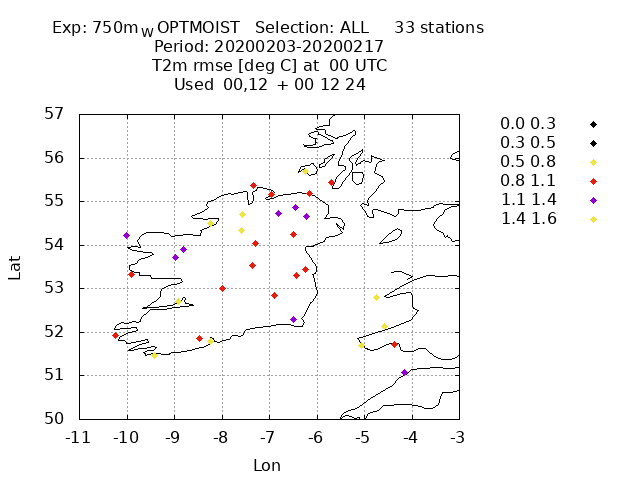 Exp: 750m_W OPTMOIST Selection: ALL 33 stations
Period: 20200203-20200217
T2m rmse [deg C] at 00 UTC
Used 00,12 + 00 12 24
0.0 0.3
0.3 0.5
0.5 0.8
0.8 1.1
1.1 1.4
1.4 1.6
Lat
57
56
55
54
53
52
51
50
-11 -10 -9 -8 -7 -6 -5 -4 -3
Lon